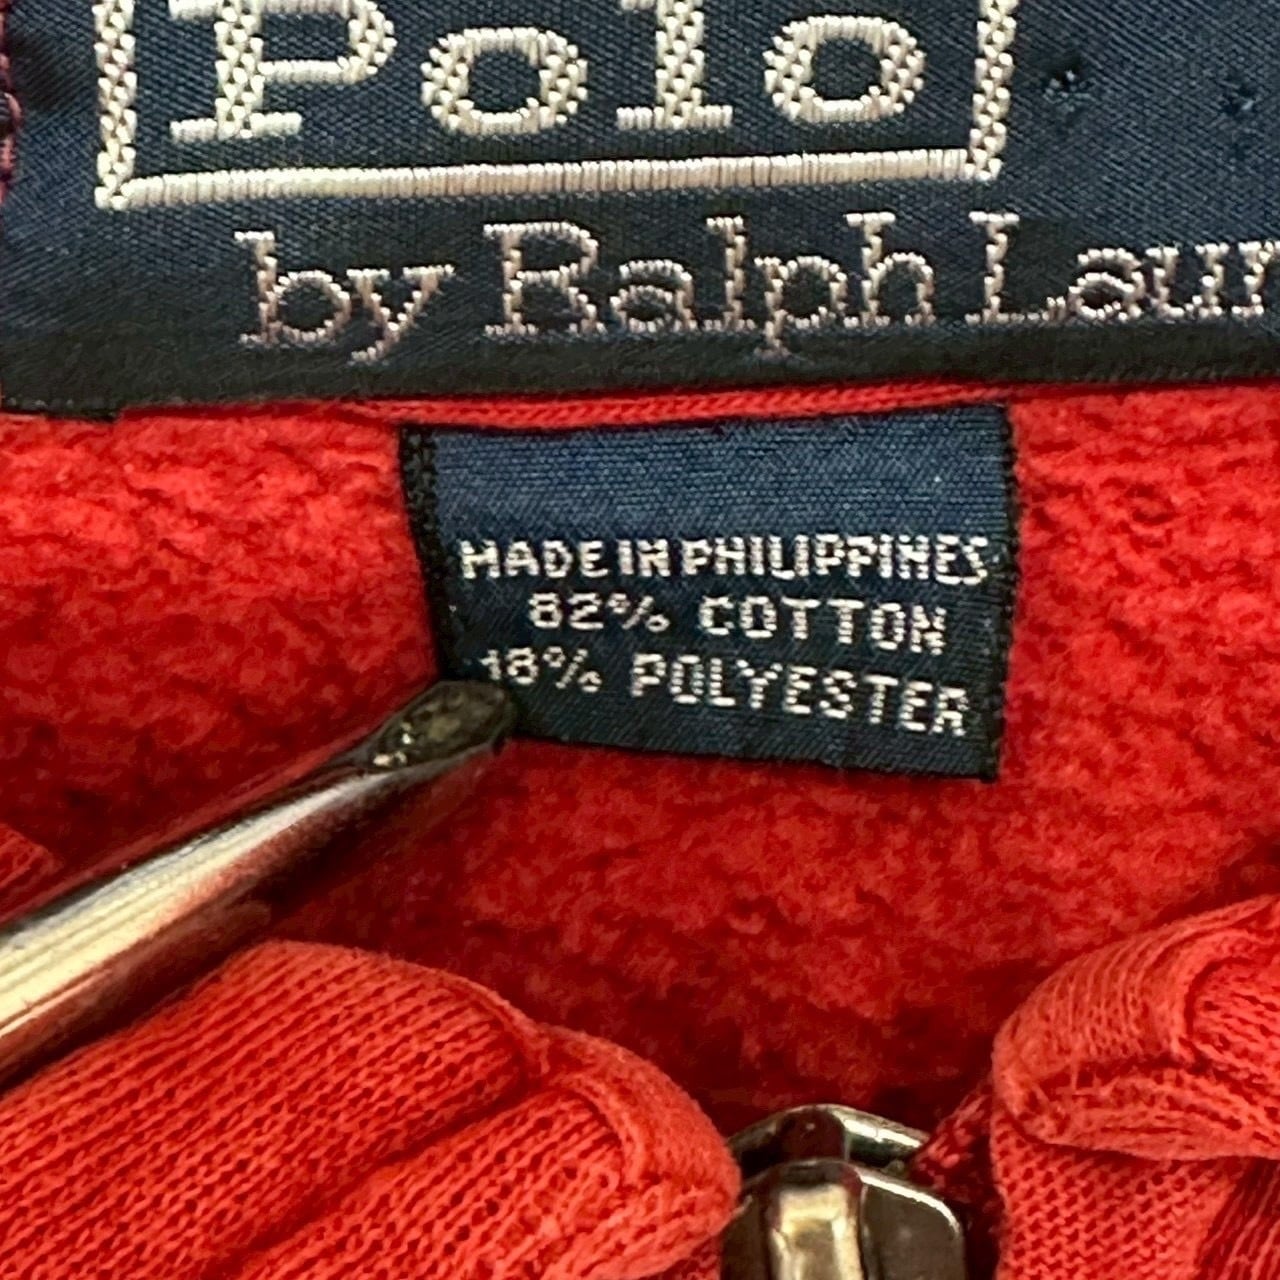 Polo
by Ralph Laur
MADE IN PHILIPPINES
82% COTTON
18% POLYESTER